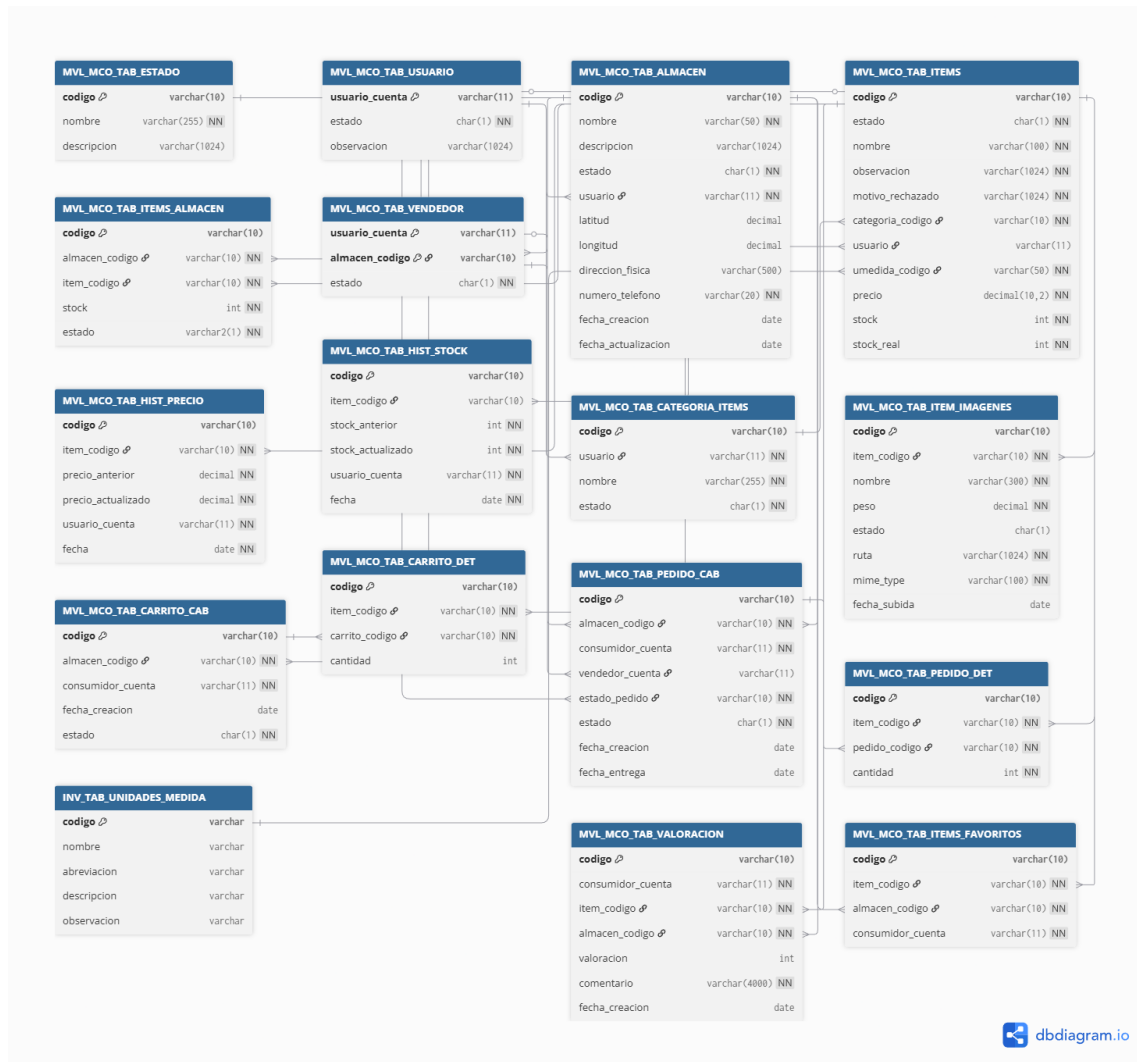 MVL_MCO_TAB_ESTADO
codigo varchar(10)
nombre varchar(255) NN
descripcion varchar(1024)
MVL_MCO_TAB_USUARIO
usuario_cuenta varchar(11)
estado char(1) NN
observacion varchar(1024)
MVL_MCO_TAB_ALMACEN
codigo varchar(10)
nombre varchar(50) NN
descripcion varchar(1024)
estado char(1) NN
usuario varchar(11) NN
latitud decimal
longitud decimal
direccion_fisica varchar(500)
numero_telefono varchar(20) NN
fecha_creacion date
fecha_actualizacion date
MVL_MCO_TAB_ITEMS
codigo varchar(10)
estado char(1) NN
nombre varchar(100) NN
observacion varchar(1024) NN
motivo_rechazado varchar(1024) NN
categoria_codigo varchar(10) NN
usuario varchar(11)
umedida_codigo varchar(50) NN
precio decimal(10,2) NN
stock int NN
stock_real int NN
MVL_MCO_TAB_ITEMS_ALMACEN
codigo varchar(10)
almacen_codigo varchar(10) NN
item_codigo varchar(10) NN
stock int NN
estado varchar2(1) NN
MVL_MCO_TAB_VENDEDOR
usuario_cuenta varchar(11)
almacen_codigo varchar(10)
estado char(1) NN
MVL_MCO_TAB_HIST_STOCK
codigo varchar(10)
item_codigo varchar(10)
stock_anterior int NN
stock_actualizado int NN
usuario_cuenta varchar(11) NN
fecha date NN
MVL_MCO_TAB_HIST_PRECIO
codigo varchar(10)
item_codigo varchar(10) NN
precio_anterior decimal NN
precio_actualizado decimal NN
usuario_cuenta varchar(11) NN
fecha date NN
MVL_MCO_TAB_CATEGORIA_ITEMS
codigo varchar(10)
usuario varchar(11) NN
nombre varchar(255) NN
estado char(1) NN
MVL_MCO_TAB_ITEM_IMAGENES
codigo varchar(10)
item_codigo varchar(10) NN
nombre varchar(300) NN
peso decimal NN
estado char(1)
ruta varchar(1024) NN
mime_type varchar(100) NN
fecha_subida date
MVL_MCO_TAB_CARRITO_DET
codigo varchar(10)
item_codigo varchar(10) NN
carrito_codigo varchar(10) NN
cantidad int
MVL_MCO_TAB_CARRITO_CAB
codigo varchar(10)
almacen_codigo varchar(10) NN
consumidor_cuenta varchar(11) NN
fecha_creacion date
estado char(1) NN
MVL_MCO_TAB_PEDIDO_CAB
codigo varchar(10)
almacen_codigo varchar(10) NN
consumidor_cuenta varchar(11) NN
vendedor_cuenta varchar(11)
estado_pedido varchar(10) NN
estado char(1) NN
fecha_creacion date
fecha_entrega date
MVL_MCO_TAB_PEDIDO_DET
codigo varchar(10)
item_codigo varchar(10) NN
pedido_codigo varchar(10) NN
cantidad int NN
INV_TAB_UNIDADES_MEDIDA
codigo varchar
nombre varchar
abreviacion varchar
descripcion varchar
observacion varchar
MVL_MCO_TAB_VALORACION
codigo varchar(10)
consumidor_cuenta varchar(11) NN
item_codigo varchar(10) NN
almacen_codigo varchar(10) NN
valoracion int
comentario varchar(4000) NN
fecha_creacion date
MVL_MCO_TAB_ITEMS_FAVORITOS
codigo varchar(10)
item_codigo varchar(10) NN
almacen_codigo varchar(10) NN
consumidor_cuenta varchar(11) NN
dbdiagram.io